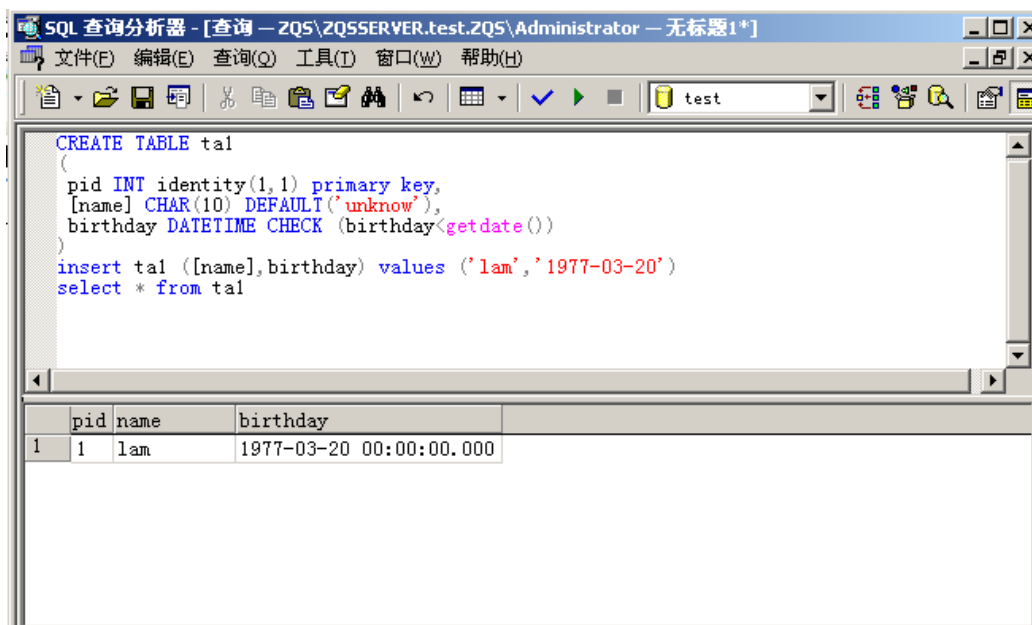 SQL 查询分析器 - [查询 — ZQS\ZQSSERVER.test.ZQS\Administrator — 无标题1*]
文件(F) 编辑(E) 查询(Q) 工具(T) 窗口(W) 帮助(H)
test
CREATE TABLE ta1
(
pid INT identity(1,1) primary key,
[name] CHAR(10) DEFAULT('unknow'),
birthday DATETIME CHECK (birthday<getdate())
)
insert ta1 ([name],birthday) values ('lam','1977-03-20')
select * from ta1
pid name birthday
1 1 lam 1977-03-20 00:00:00.000